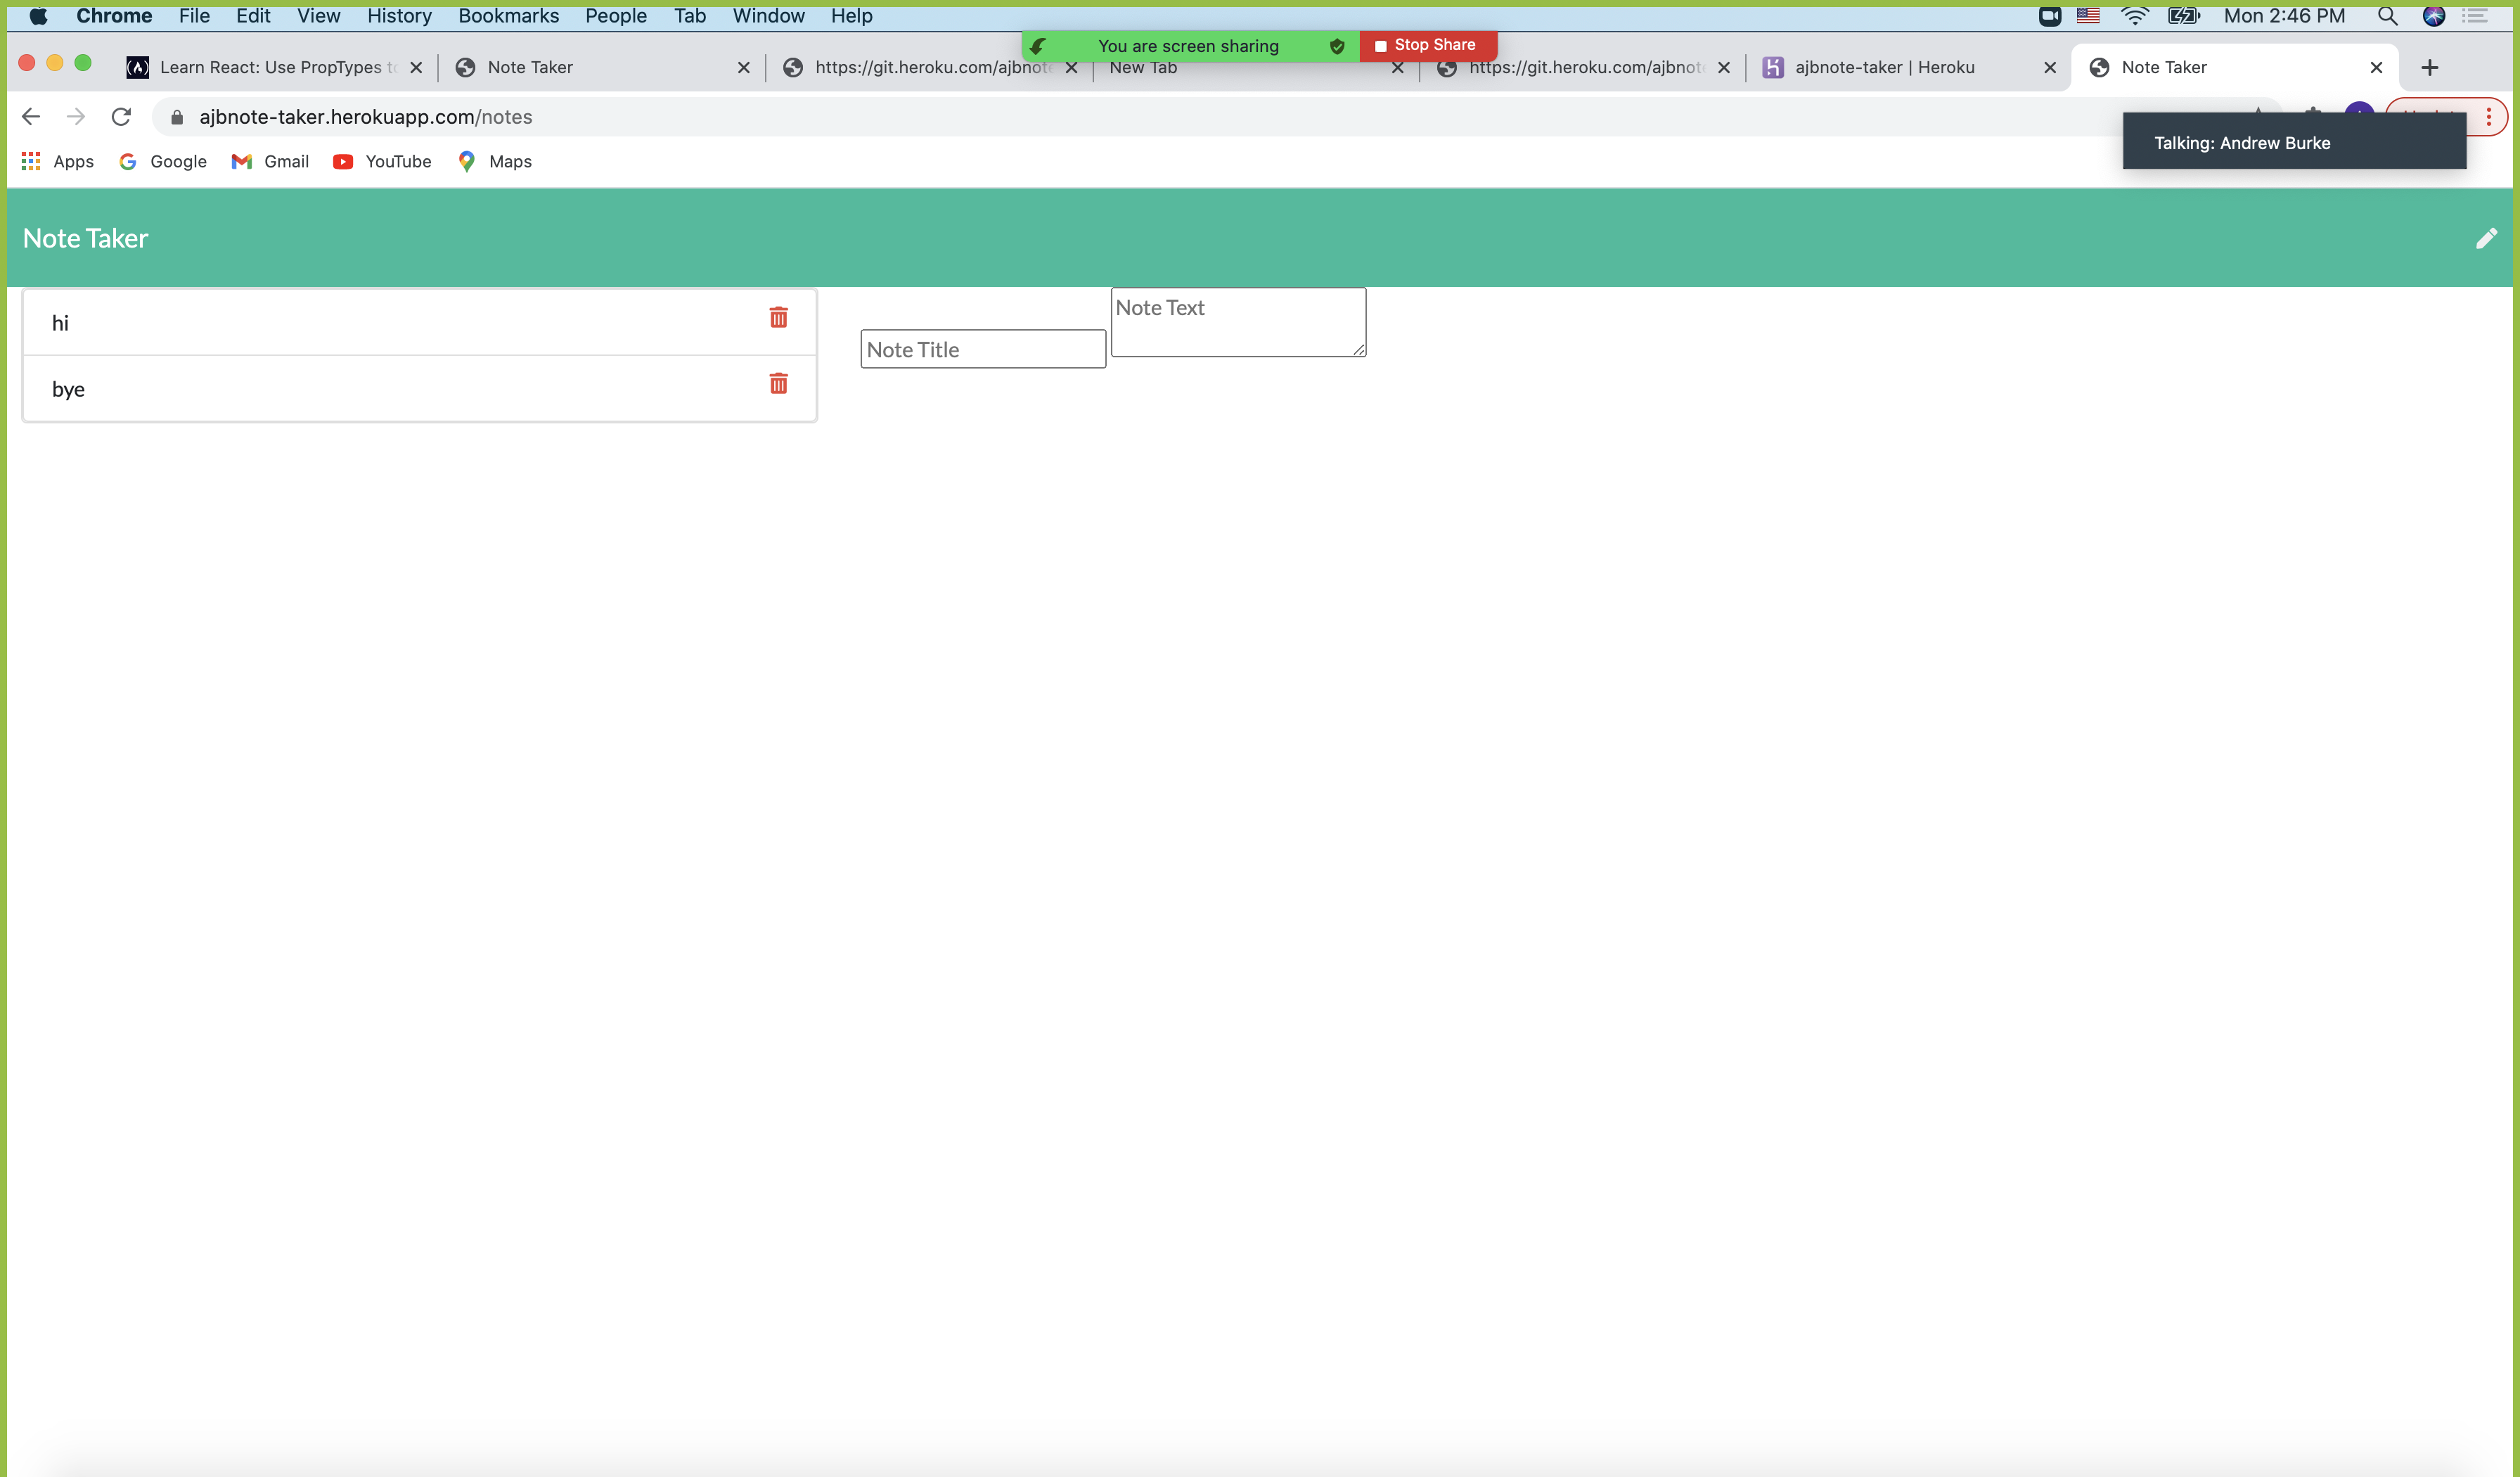 Chrome File Edit View History Bookmarks People Tab Window Help Mon 2:46 PM
You are screen sharing Stop Share
Learn React: Use PropTypes to Note Taker https://git.heroku.com/ajbnote New Tab https://git.heroku.com/ajbnot ajbnote-taker | Heroku Note Taker
ajbnote-taker.herokuapp.com/notes
Talking: Andrew Burke
Apps Google Gmail YouTube Maps
Note Taker
hi
bye
Note Title
Note Text